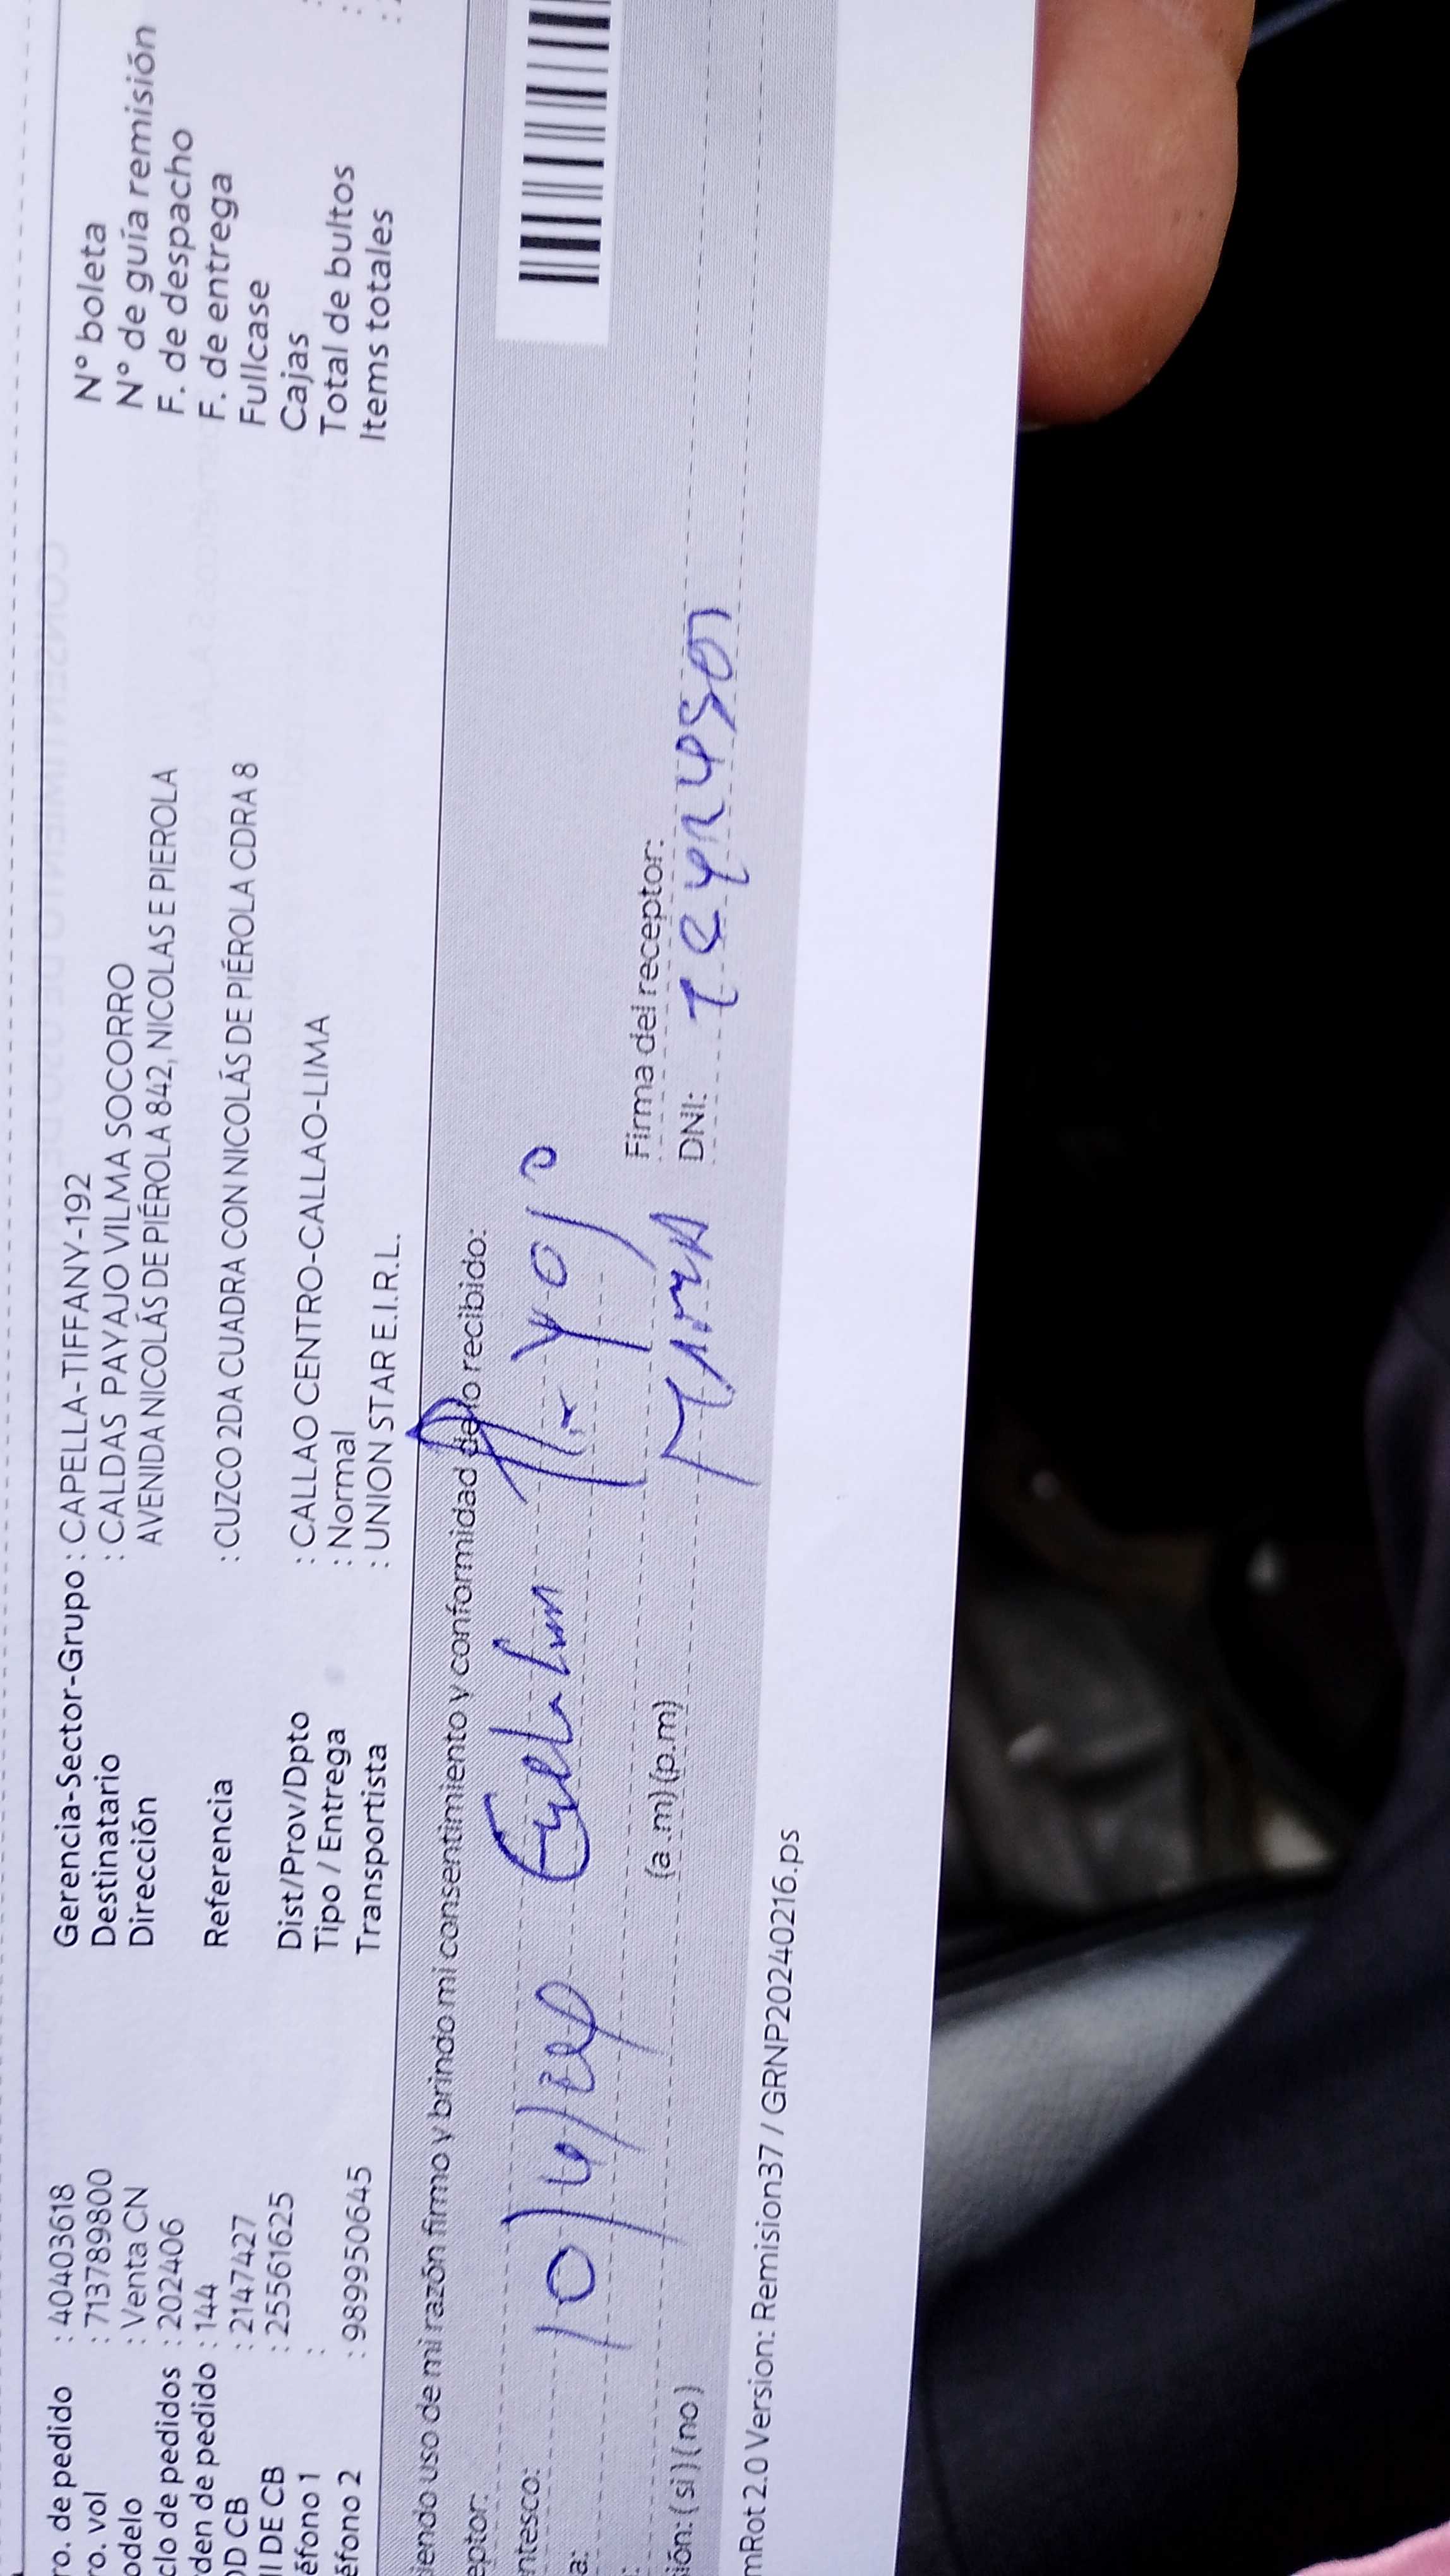 ro. de pedido : 40403618
ro. vol : 713789800
odelo : Venta CN
clo de pedidos : 202406
den de pedido : 144
OD CB : 2147427
II DE CB : 25561625
éfono 1 :
éfono 2 : 989950645
Gerencia-Sector-Grupo : CAPELLA-TIFFANY-192
Destinatario : CALDAS PAYAJO VILMA SOCORRO
Dirección AVENIDA NICOLÁS DE PIÉROLA 842, NICOLAS E PIEROLA
Referencia : CUZCO 2DA CUADRA CON NICOLÁS DE PIÉROLA CDRA 8
Dist/Prov/Dpto : CALLAO CENTRO-CALLAO-LIMA
Tipo / Entrega : Normal
Transportista : UNION STAR E.I.R.L.
N° boleta
N° de guía remisión
F. de despacho
F. de entrega
Fullcase
Cajas
Total de bultos
Items totales
iendo uso de mi razón firmo y brindo mi consentimiento y conformidad de lo recibido:
eptor:
ntesco:
a:
(a.m)(p.m)
Firma del receptor:
DNI:
ión: ( si ) ( no )
mRot 2.0 Version: Remision37 / GRNP20240216.ps